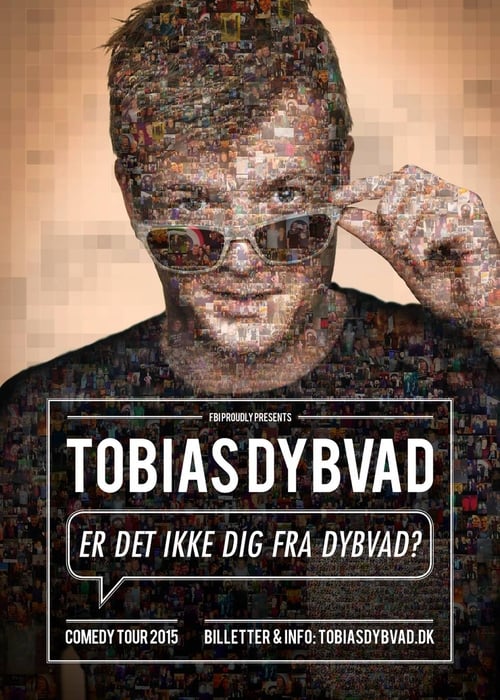 FBI PROUDLY PRESENTS
TOBIAS DYBVAD
ER DET IKKE DIG FRA DYBVAD?
COMEDY TOUR 2015
BILLETTER & INFO: TOBIASDYBVAD.DK